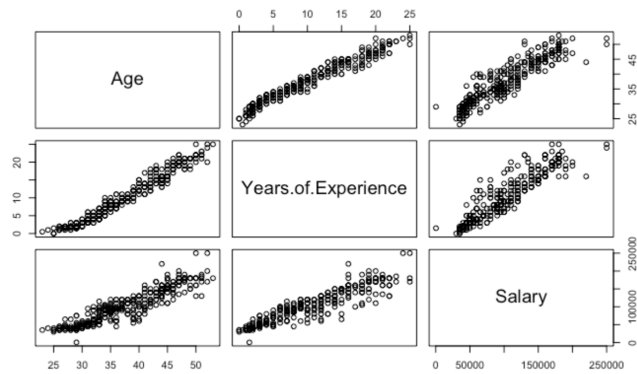 0 5 10 15 20 25
Age
25 35 45
0 5 10 20
Years.of.Experience
Salary
0 100000 250000
25 30 35 40 45 50
0 50000 150000 250000